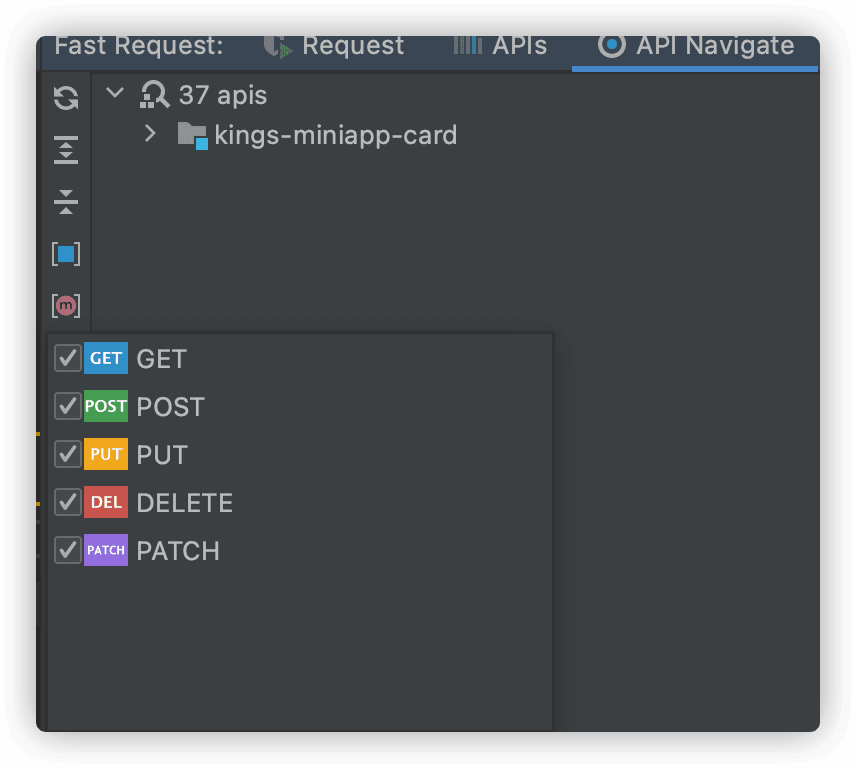 Fast Request: Request APIs API Navigate
37 apis
kings-miniapp-card
m
GET GET
POST POST
PUT PUT
DEL DELETE
PATCH PATCH